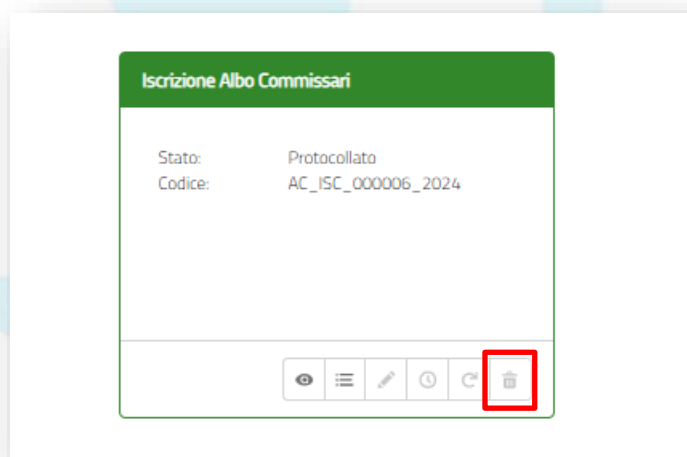 Iscrizione Albo Commissari
Stato: Protocollato
Codice: AC_ISC_000006_2024